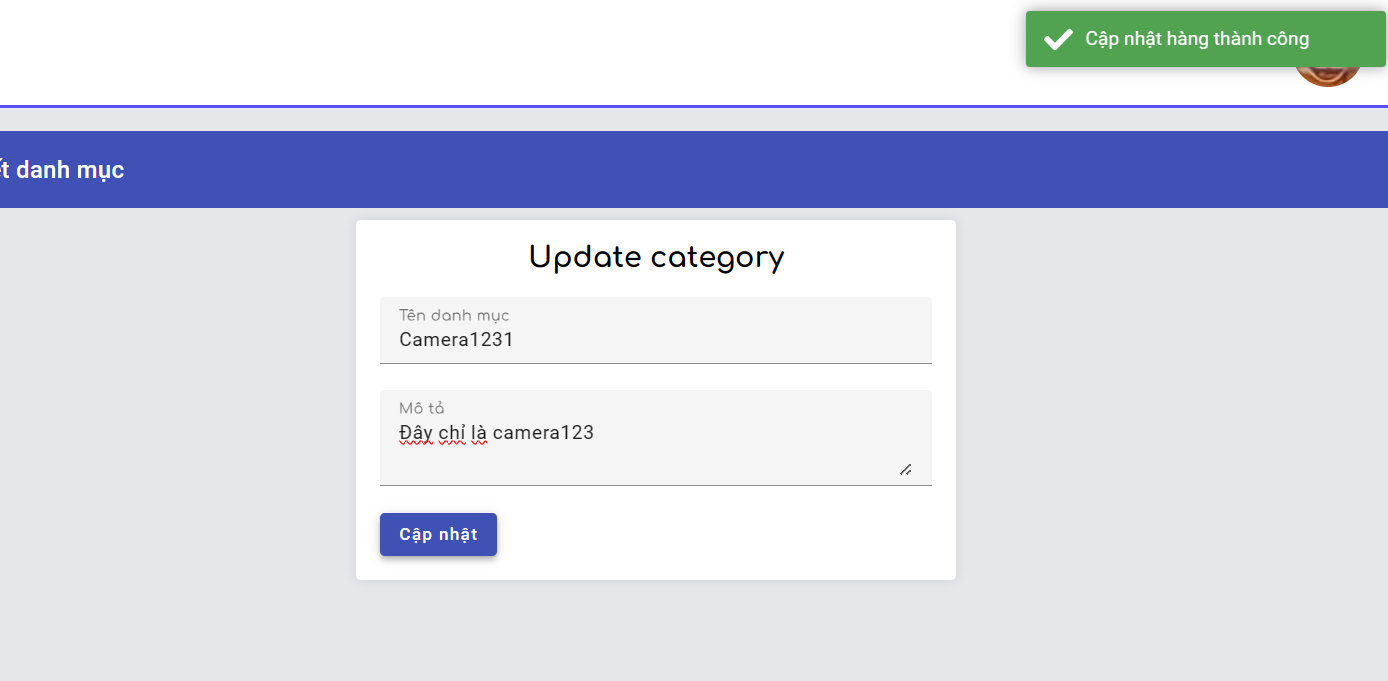 Cập nhật hàng thành công
danh mục
Update category
Tên danh mục
Camera1231
Mô tả
Đây chỉ là camera123
Cập nhật